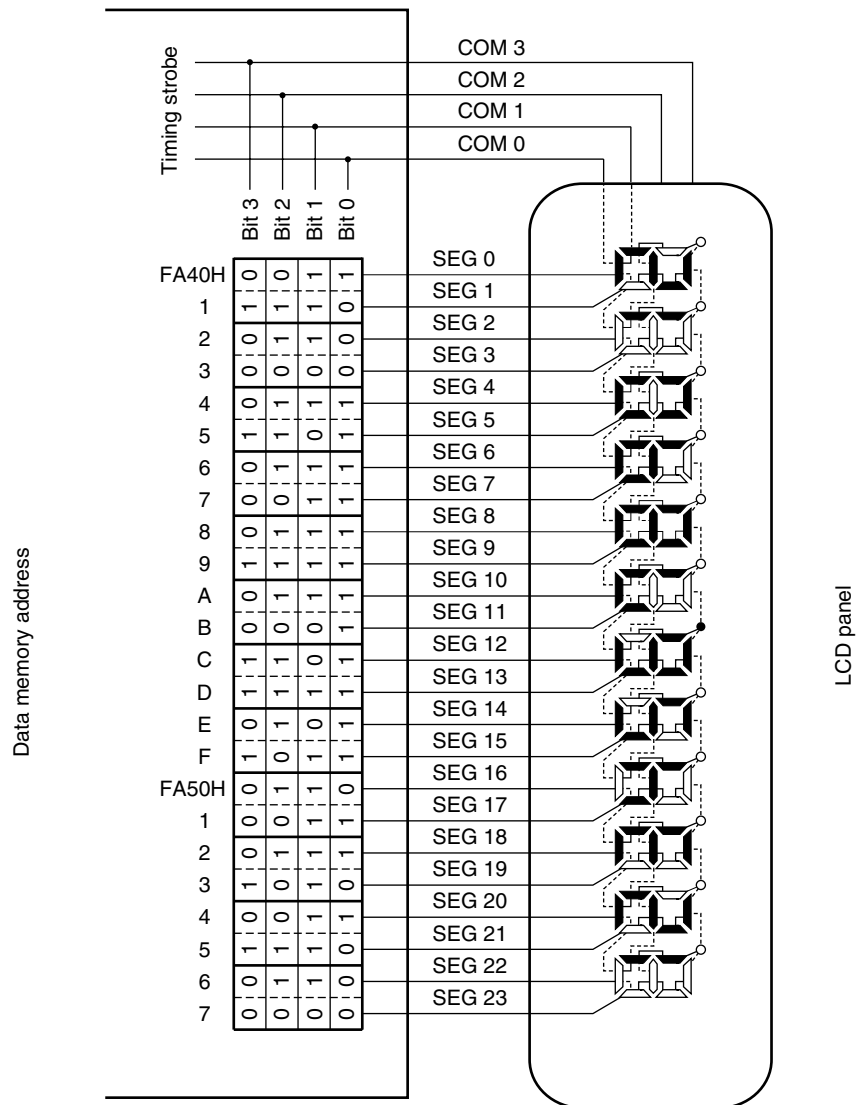 Timing strobe
COM 3
COM 2
COM 1
COM 0
Bit 3 Bit 2 Bit 1 Bit 0
FA40H 0 0 1 1 SEG 0
1 1 1 1 0 SEG 1
2 0 1 1 0 SEG 2
3 0 0 0 0 SEG 3
4 0 1 1 1 SEG 4
5 1 1 0 1 SEG 5
6 0 1 1 1 SEG 6
7 0 0 1 1 SEG 7
8 0 1 1 1 SEG 8
9 1 1 1 1 SEG 9
A 0 1 1 1 SEG 10
B 0 0 0 1 SEG 11
C 1 1 0 1 SEG 12
D 1 1 1 1 SEG 13
E 0 1 0 1 SEG 14
F 1 0 1 1 SEG 15
FA50H 0 1 1 0 SEG 16
1 0 0 1 1 SEG 17
2 0 1 1 1 SEG 18
3 1 0 1 0 SEG 19
4 0 0 1 1 SEG 20
5 1 1 1 0 SEG 21
6 0 1 1 0 SEG 22
7 0 0 0 0 SEG 23
Data memory address
LCD panel